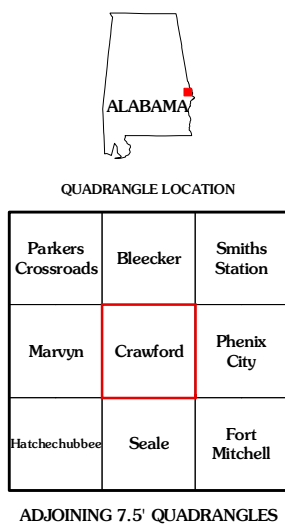 ALABAMA
QUADRANGLE LOCATION
Parkers
Crossroads
Bleecker
Smiths
Station
Marvyn
Crawford
Phenix
City
Hatchechubbee
Seale
Fort
Mitchell
ADJOINING 7.5' QUADRANGLES